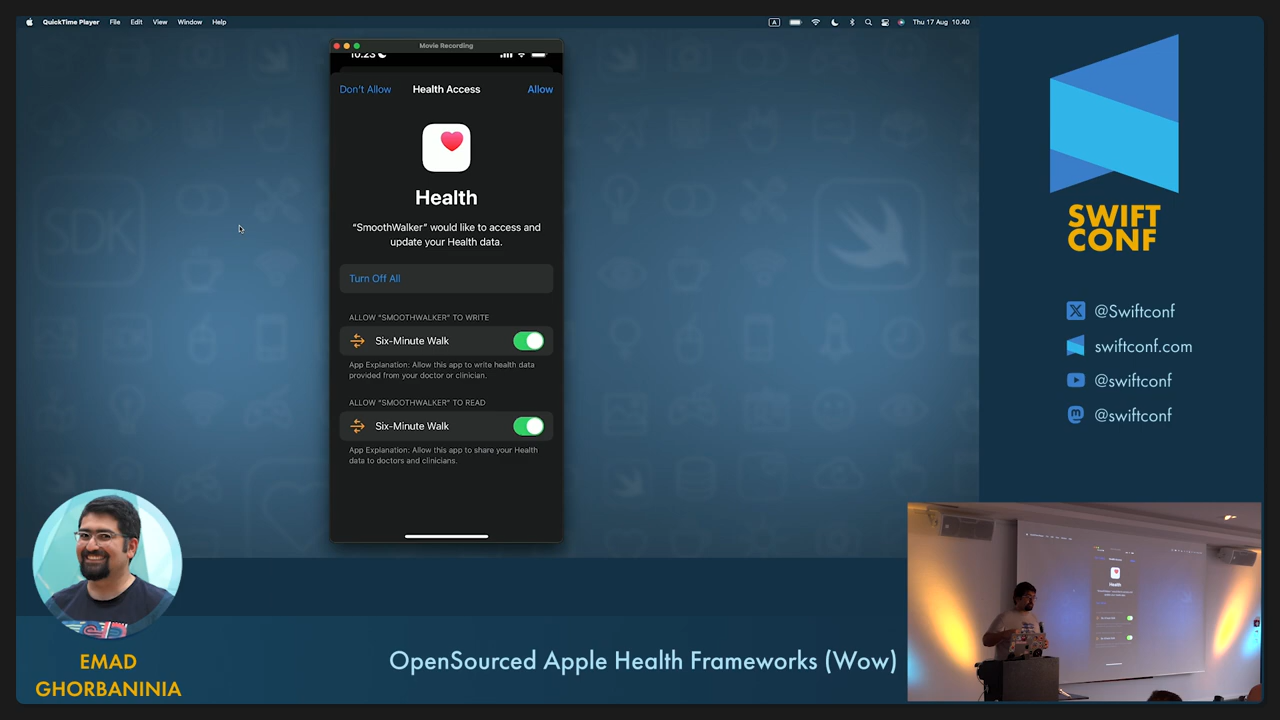 QuickTime Player File Edit View Window Help
A
Thu 17 Aug 10.40
Movie Recording
10:23
Don't Allow
Health Access
Allow
Health
"SmoothWalker" would like to access and
update your Health data.
Turn Off All
ALLOW "SMOOTHWALKER" TO WRITE
Six-Minute Walk
App Explanation: Allow this app to write health data
provided from your doctor or clinician.
ALLOW "SMOOTHWALKER" TO READ
Six-Minute Walk
App Explanation: Allow this app to share your Health
data to doctors and clinicians.
SDK
SWIFT
CONF
@Swiftconf
swiftconf.com
@swiftconf
@swiftconf
EMAD
GHORBANINIA
OpenSourced Apple Health Frameworks (Wow)
Health